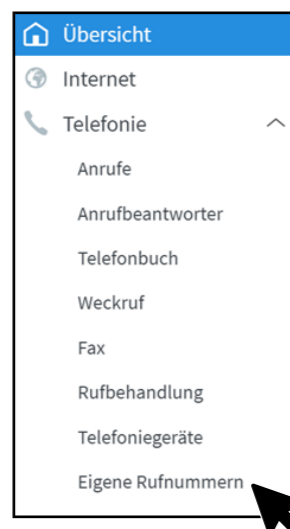 Übersicht
Internet
Telefonie
Anrufe
Anrufbeantworter
Telefonbuch
Weckruf
Fax
Rufbehandlung
Telefoniegeräte
Eigene Rufnummern